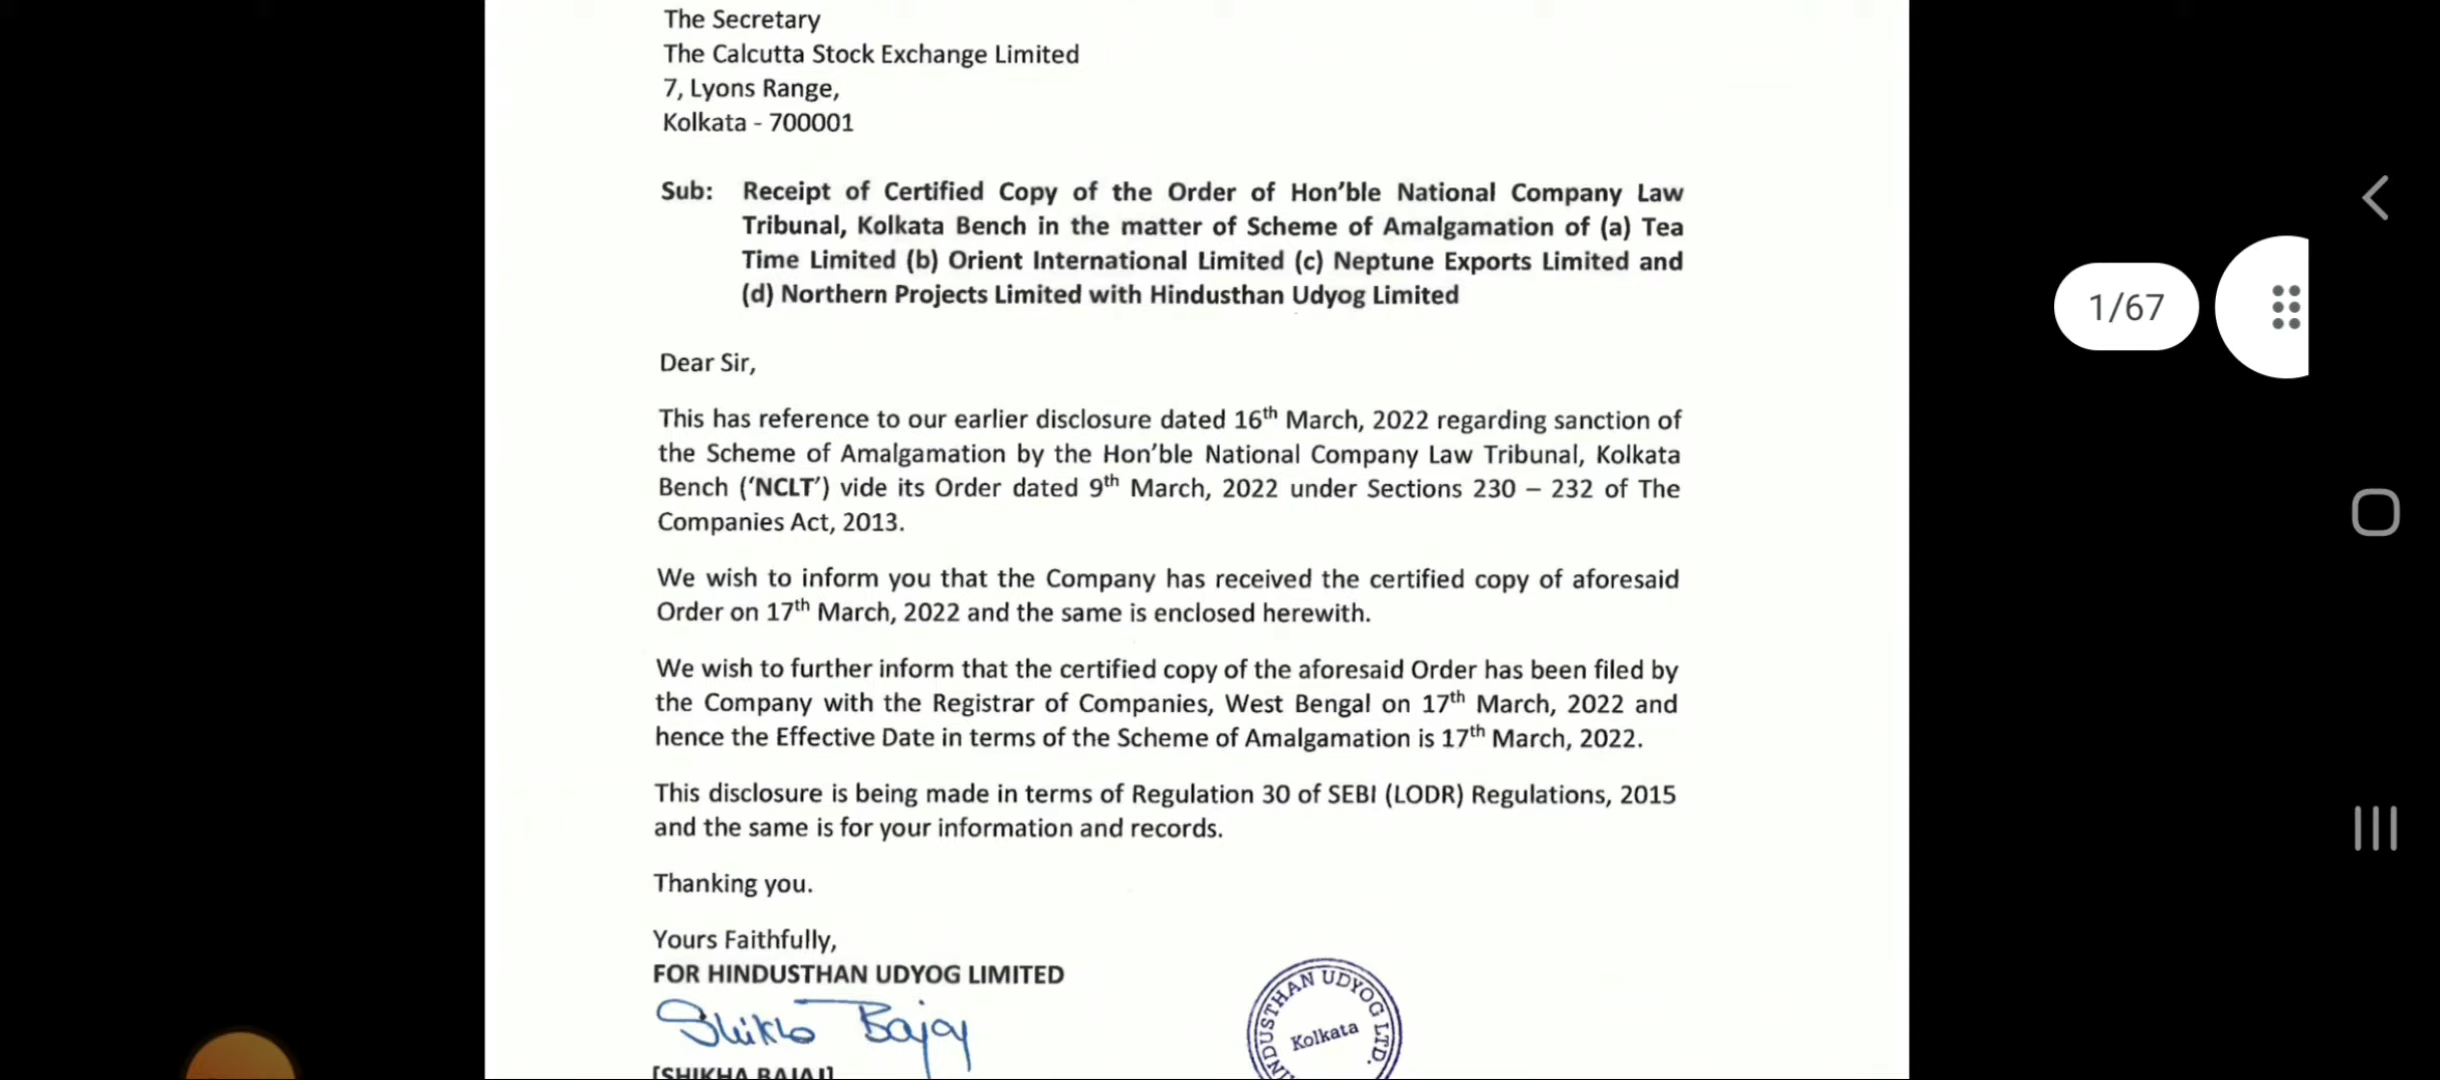 The Secretary
The Calcutta Stock Exchange Limited
7, Lyons Range,
Kolkata - 700001
Sub: Receipt of Certified Copy of the Order of Hon'ble National Company Law
Tribunal, Kolkata Bench in the matter of Scheme of Amalgamation of (a) Tea
Time Limited (b) Orient International Limited (c) Neptune Exports Limited and
(d) Northern Projects Limited with Hindusthan Udyog Limited
1/67
Dear Sir,
This has reference to our earlier disclosure dated 16th March, 2022 regarding sanction of
the Scheme of Amalgamation by the Hon'ble National Company Law Tribunal, Kolkata
Bench ('NCLT') vide its Order dated 9th March, 2022 under Sections 230 – 232 of The
Companies Act, 2013.
We wish to inform you that the Company has received the certified copy of aforesaid
Order on 17th March, 2022 and the same is enclosed herewith.
We wish to further inform that the certified copy of the aforesaid Order has been filed by
the Company with the Registrar of Companies, West Bengal on 17th March, 2022 and
hence the Effective Date in terms of the Scheme of Amalgamation is 17th March, 2022.
This disclosure is being made in terms of Regulation 30 of SEBI (LODR) Regulations, 2015
and the same is for your information and records.
Thanking you.
Yours Faithfully,
FOR HINDUSTHAN UDYOG LIMITED
Shikha Bajaj
[SHIKHA BAJAJ]
HINDUSTHAN UDYOG LTD.
Kolkata